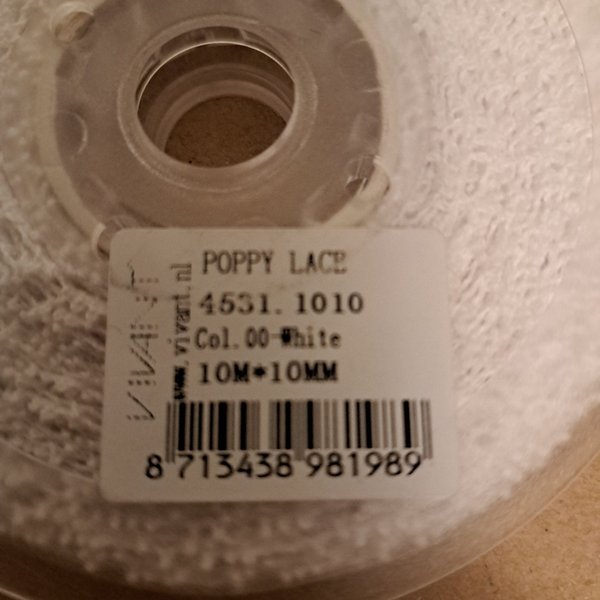 VIVANT
www.vivant.nl
POPPY LACE
4531.1010
Col.00-White
10M*10MM
8 713438 981989